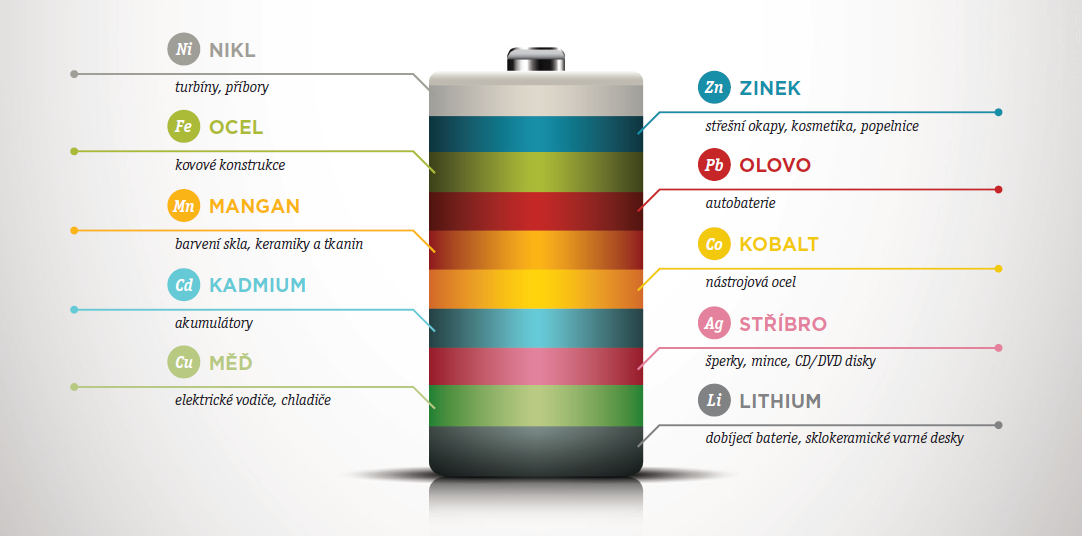 Ni NIKL
turbíny, příbory
Fe OCEL
kovové konstrukce
Mn MANGAN
barvení skla, keramiky a tkanin
Cd KADMIUM
akumulátory
Cu MĚĎ
elektrické vodiče, chladiče
Zn ZINEK
střešní okapy, kosmetika, popelnice
Pb OLOVO
autobaterie
Co KOBALT
nástrojová ocel
Ag STŘÍBRO
šperky, mince, CD/DVD disky
Li LITHIUM
dobíjecí baterie, sklokeramické varné desky